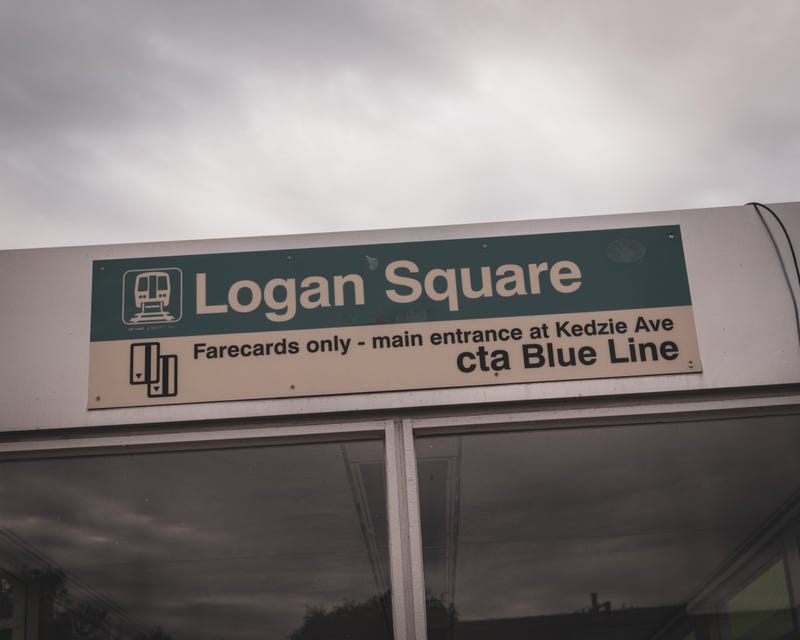 Logan Square
Farecards only - main entrance at Kedzie Ave
cta Blue Line